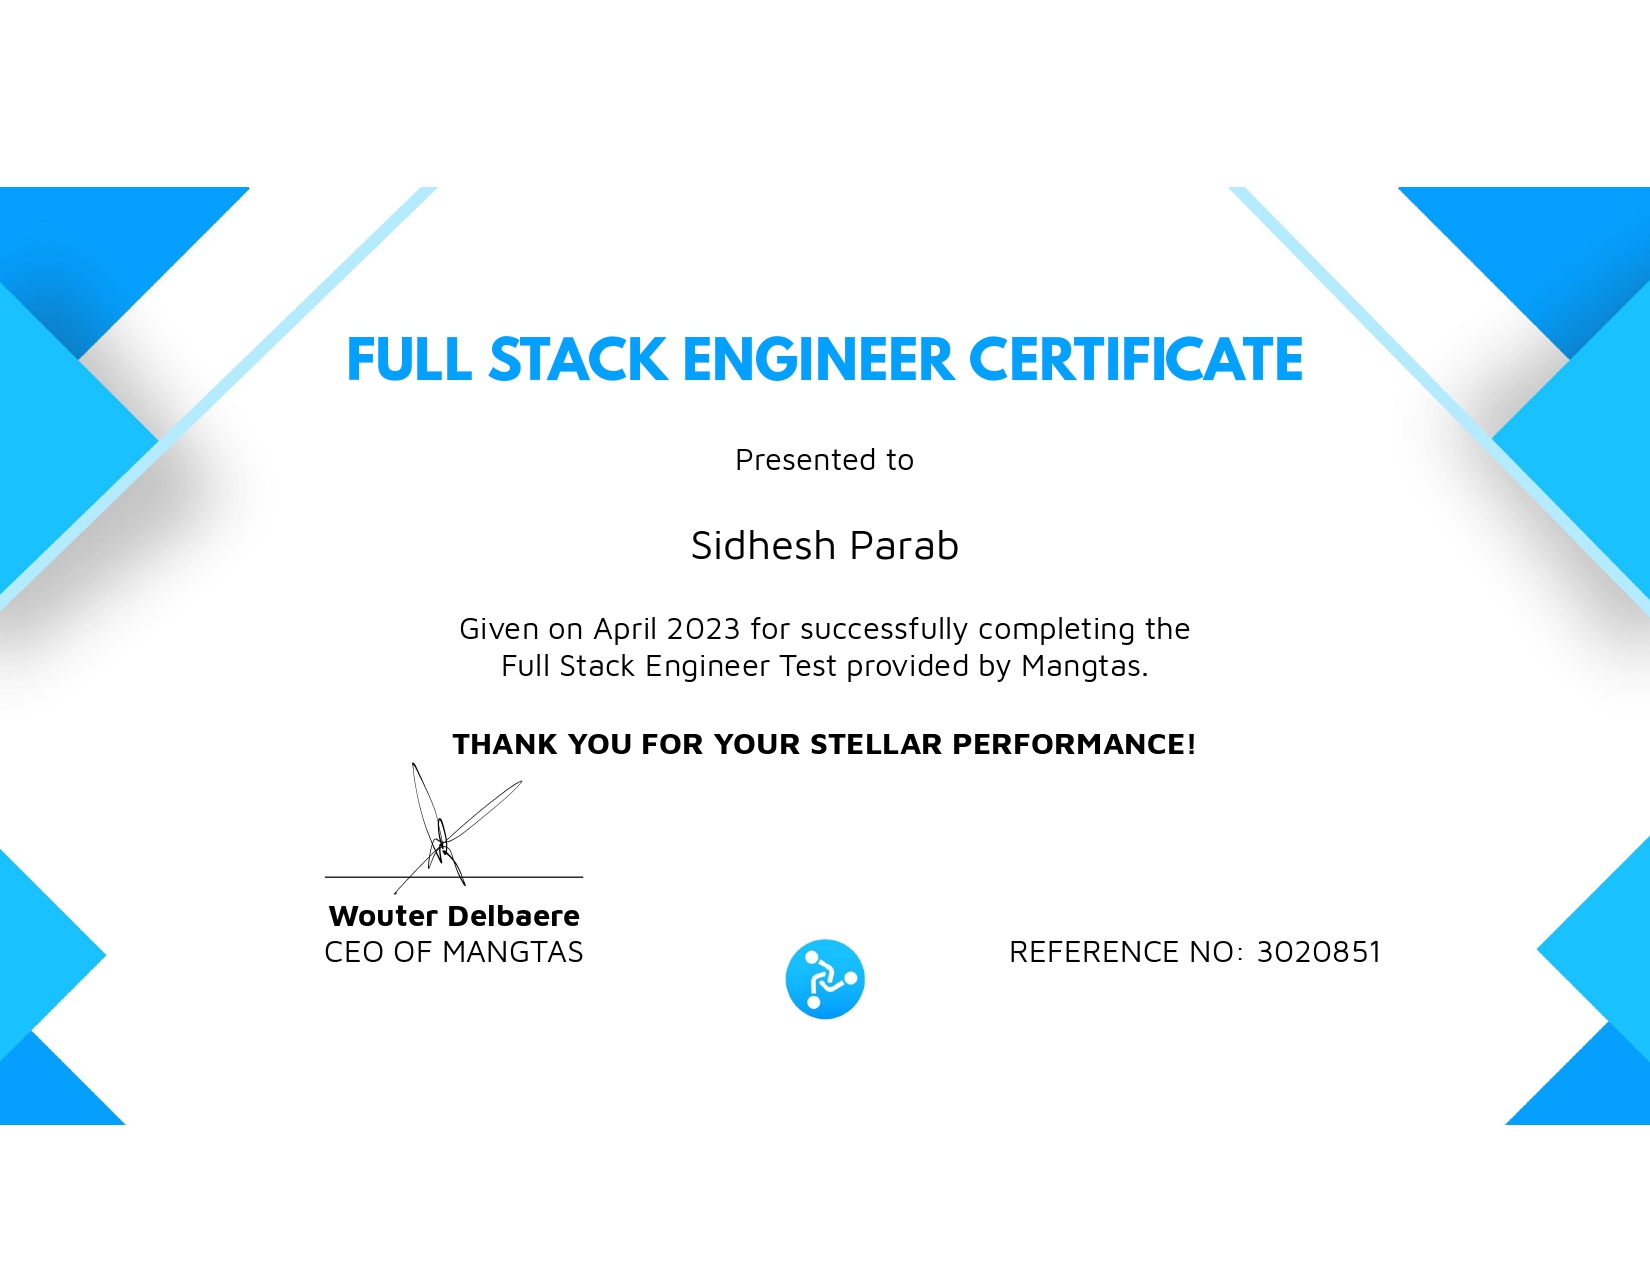 FULL STACK ENGINEER CERTIFICATE
Presented to
Sidhesh Parab
Given on April 2023 for successfully completing the
Full Stack Engineer Test provided by Mangtas.
THANK YOU FOR YOUR STELLAR PERFORMANCE!
Wouter Delbaere
CEO OF MANGTAS
REFERENCE NO: 3020851